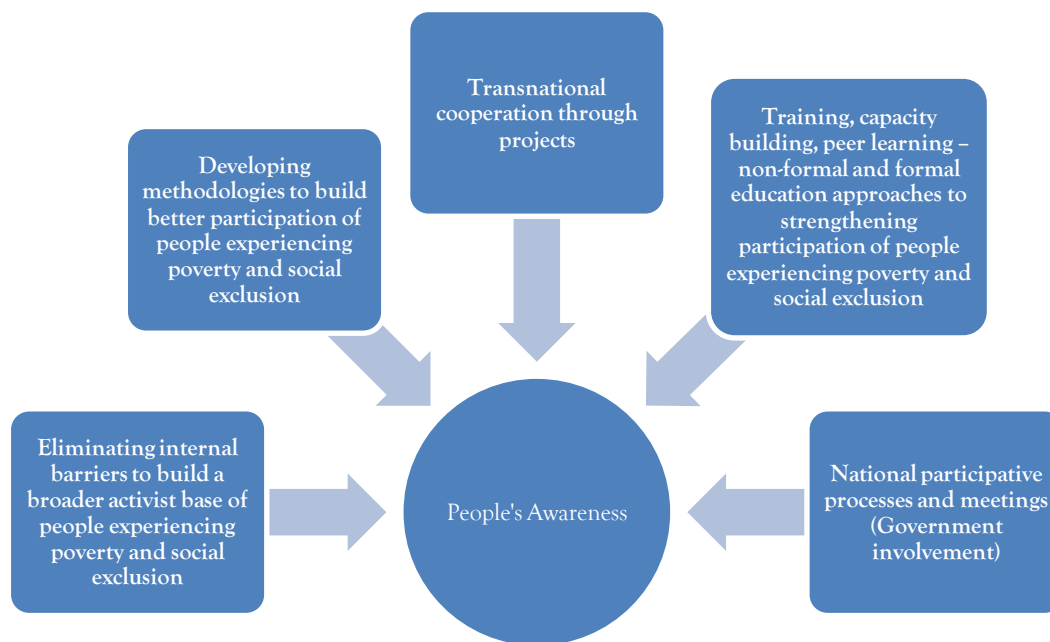 Transnational
cooperation through
projects
Developing
methodologies to build
better participation of
people experiencing
poverty and social
exclusion
Training, capacity
building, peer learning –
non-formal and formal
education approaches to
strengthening
participation of people
experiencing poverty and
social exclusion
Eliminating internal
barriers to build a
broader activist base of
people experiencing
poverty and social
exclusion
People's Awareness
National participative
processes and meetings
(Government
involvement)